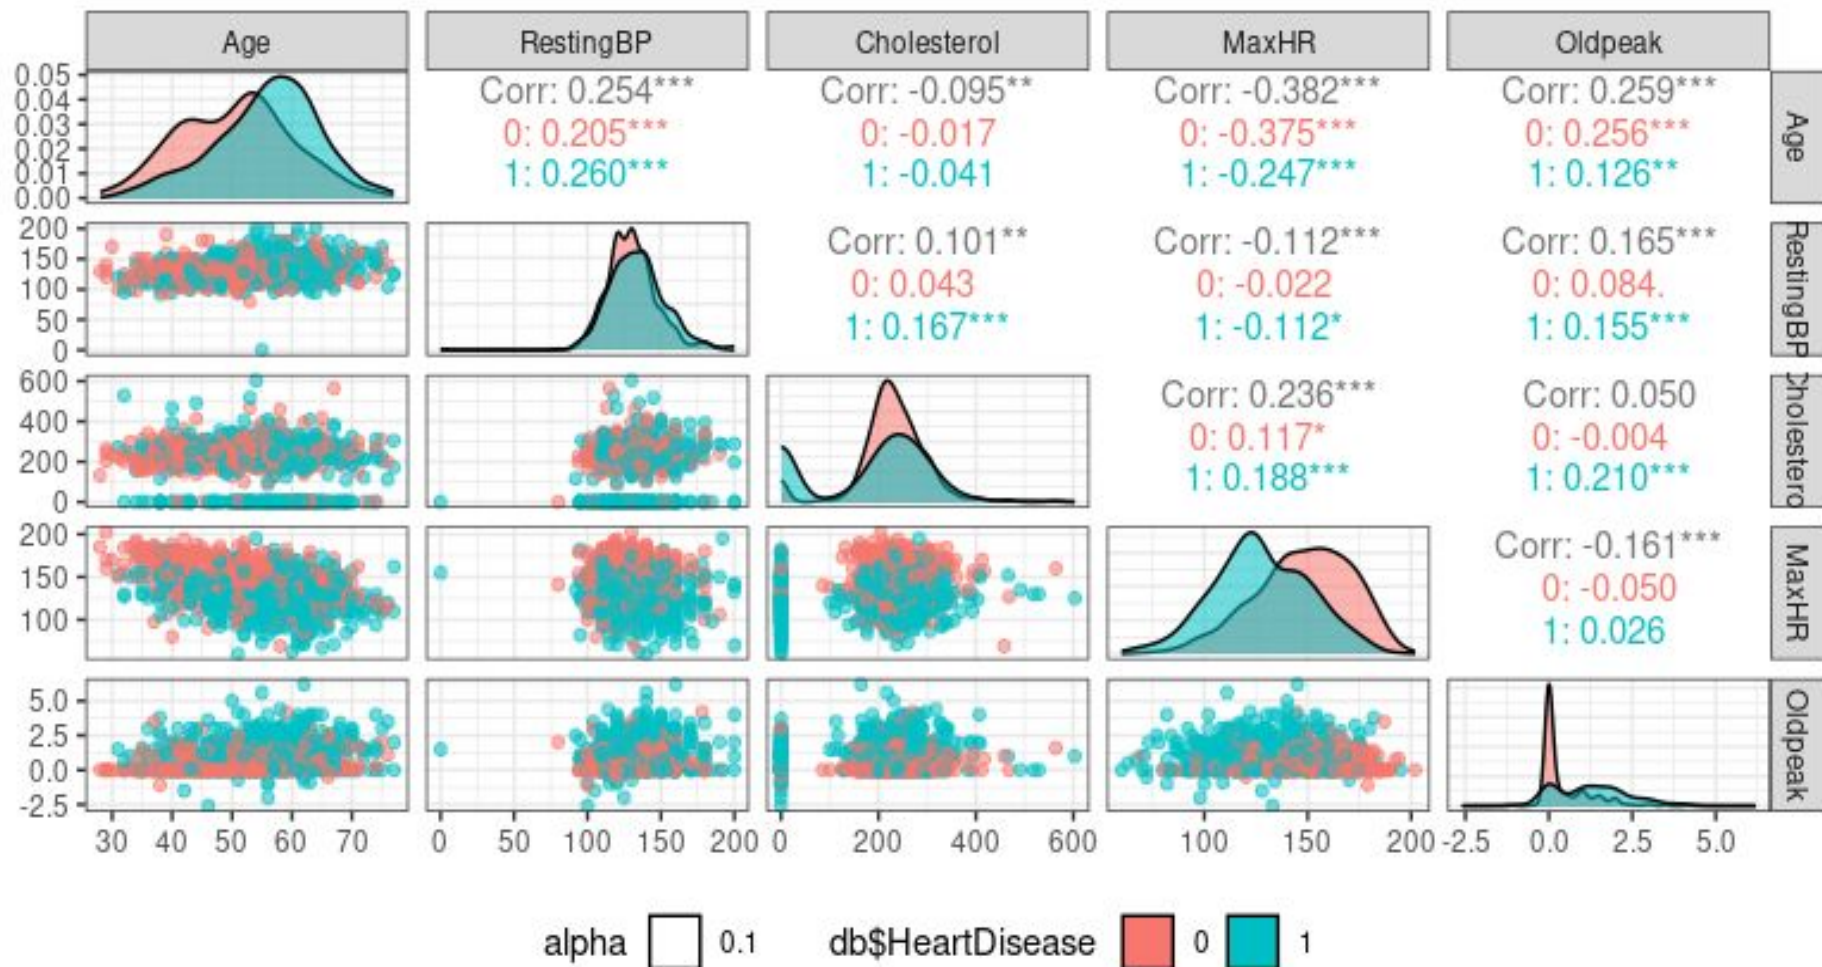 Age RestingBP Cholesterol MaxHR Oldpeak
0.05
0.04
0.03
0.02
0.01
0.00
Corr: 0.254***
0: 0.205***
1: 0.260***
Corr: -0.095**
0: -0.017
1: -0.041
Corr: -0.382***
0: -0.375***
1: -0.247***
Corr: 0.259***
0: 0.256***
1: 0.126**
Age
200
150
100
50
0
Corr: 0.101**
0: 0.043
1: 0.167***
Corr: -0.112***
0: -0.022
1: -0.112*
Corr: 0.165***
0: 0.084.
1: 0.155***
RestingBP
600
400
200
0
Corr: 0.236***
0: 0.117*
1: 0.188***
Corr: 0.050
0: -0.004
1: 0.210***
Cholestero
200
150
100
Corr: -0.161***
0: -0.050
1: 0.026
MaxHR
5.0
2.5
0.0
-2.5
Oldpeak
30 40 50 60 70 0 50 100 150 200 0 200 400 600 100 150 200 -2.5 0.0 2.5 5.0
alpha 0.1 db$HeartDisease 0 1